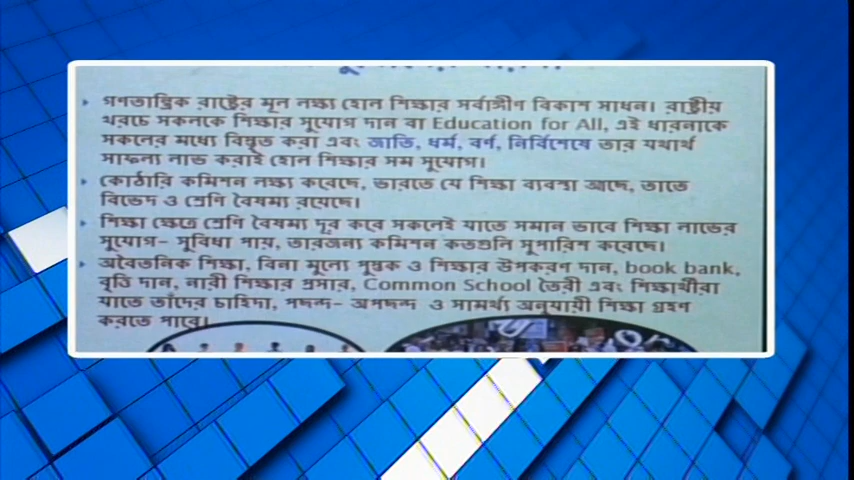 গণতান্ত্রিক রাষ্ট্রের মূল লক্ষ্য হোল শিক্ষার সর্বাঙ্গীণ বিকাশ সাধন। রাষ্ট্রীয়
খরচে সকলকে শিক্ষার সুযোগ দান বা Education for All, এই ধারনাকে
সকলের মধ্যে বিস্তৃত করা এবং জাতি, ধর্ম, বর্ণ, নির্বিশেষে তার যথার্থ
সাফল্য লাভ করাই হোল শিক্ষার সম সুযোগ।
কোঠারি কমিশন লক্ষ্য করেছে, ভারতে যে শিক্ষা ব্যবস্থা আছে, তাতে
বিভেদ ও শ্রেণি বৈষম্য রয়েছে।
শিক্ষা ক্ষেত্রে শ্রেণি বৈষম্য দূর করে সকলেই যাতে সমান ভাবে শিক্ষা লাভের
সুযোগ- সুবিধা পায়, তারজন্য কমিশন কতগুলি সুপারিশ করেছে।
অবৈতনিক শিক্ষা, বিনা মূল্যে পুস্তক ও শিক্ষার উপকরণ দান, book bank,
বৃত্তি দান, নারী শিক্ষার প্রসার, Common School তৈরী এবং শিক্ষার্থীরা
যাতে তাঁদের চাহিদা, পছন্দ- অপছন্দ ও সামর্থ্য অনুযায়ী শিক্ষা গ্রহণ
করতে পারে।